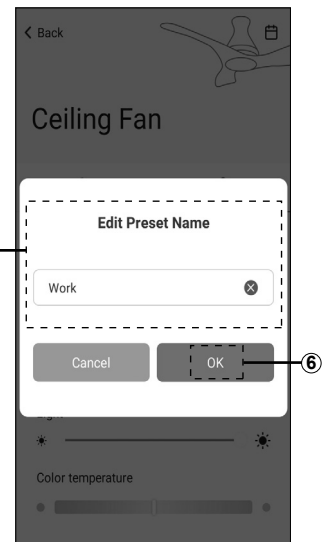 Back
Ceiling Fan
Edit Preset Name
Work
Cancel
OK
6
Color temperature